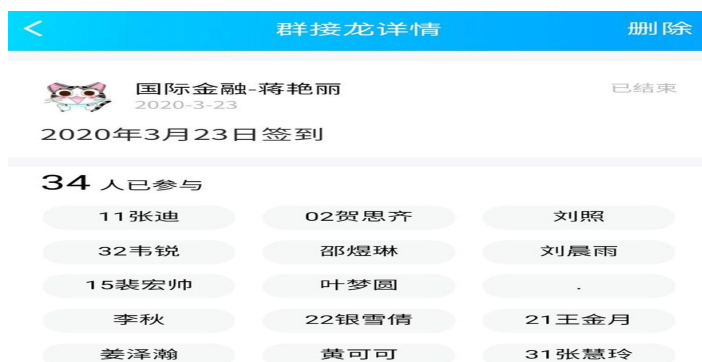 < 群接龙详情 删除
国际金融-蒋艳丽 已结束
2020-3-23
2020年3月23日签到
34 人已参与
11张迪 02贺思齐 刘照
32韦锐 邵煜琳 刘晨雨
15裴宏帅 叶梦圆 .
李秋 22银雪倩 21王金月
姜泽瀚 黄可可 31张慧玲